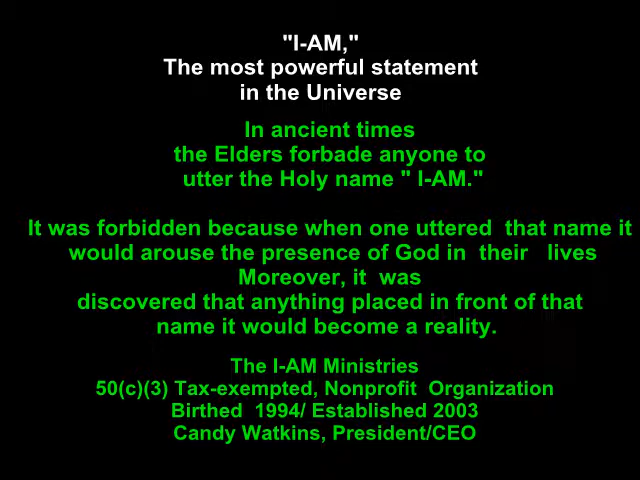 "I-AM,"
The most powerful statement
in the Universe
In ancient times
the Elders forbade anyone to
utter the Holy name " I-AM."
It was forbidden because when one uttered  that name it
would arouse the presence of God in  their   lives
Moreover, it  was
discovered that anything placed in front of that
name it would become a reality.
The I-AM Ministries
50(c)(3) Tax-exempted, Nonprofit  Organization
Birthed  1994/ Established 2003
Candy Watkins, President/CEO